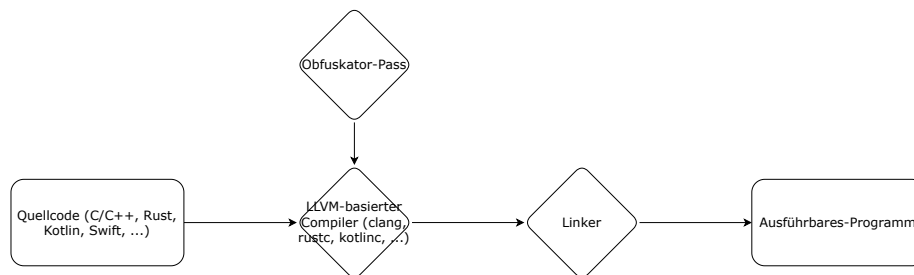 Obfuskator-Pass
Quellcode (C/C++, Rust,
Kotlin, Swift, ...)
LLVM-basierter
Compiler (clang,
rustc, kotlinc, ...)
Linker
Ausführbares-Programm